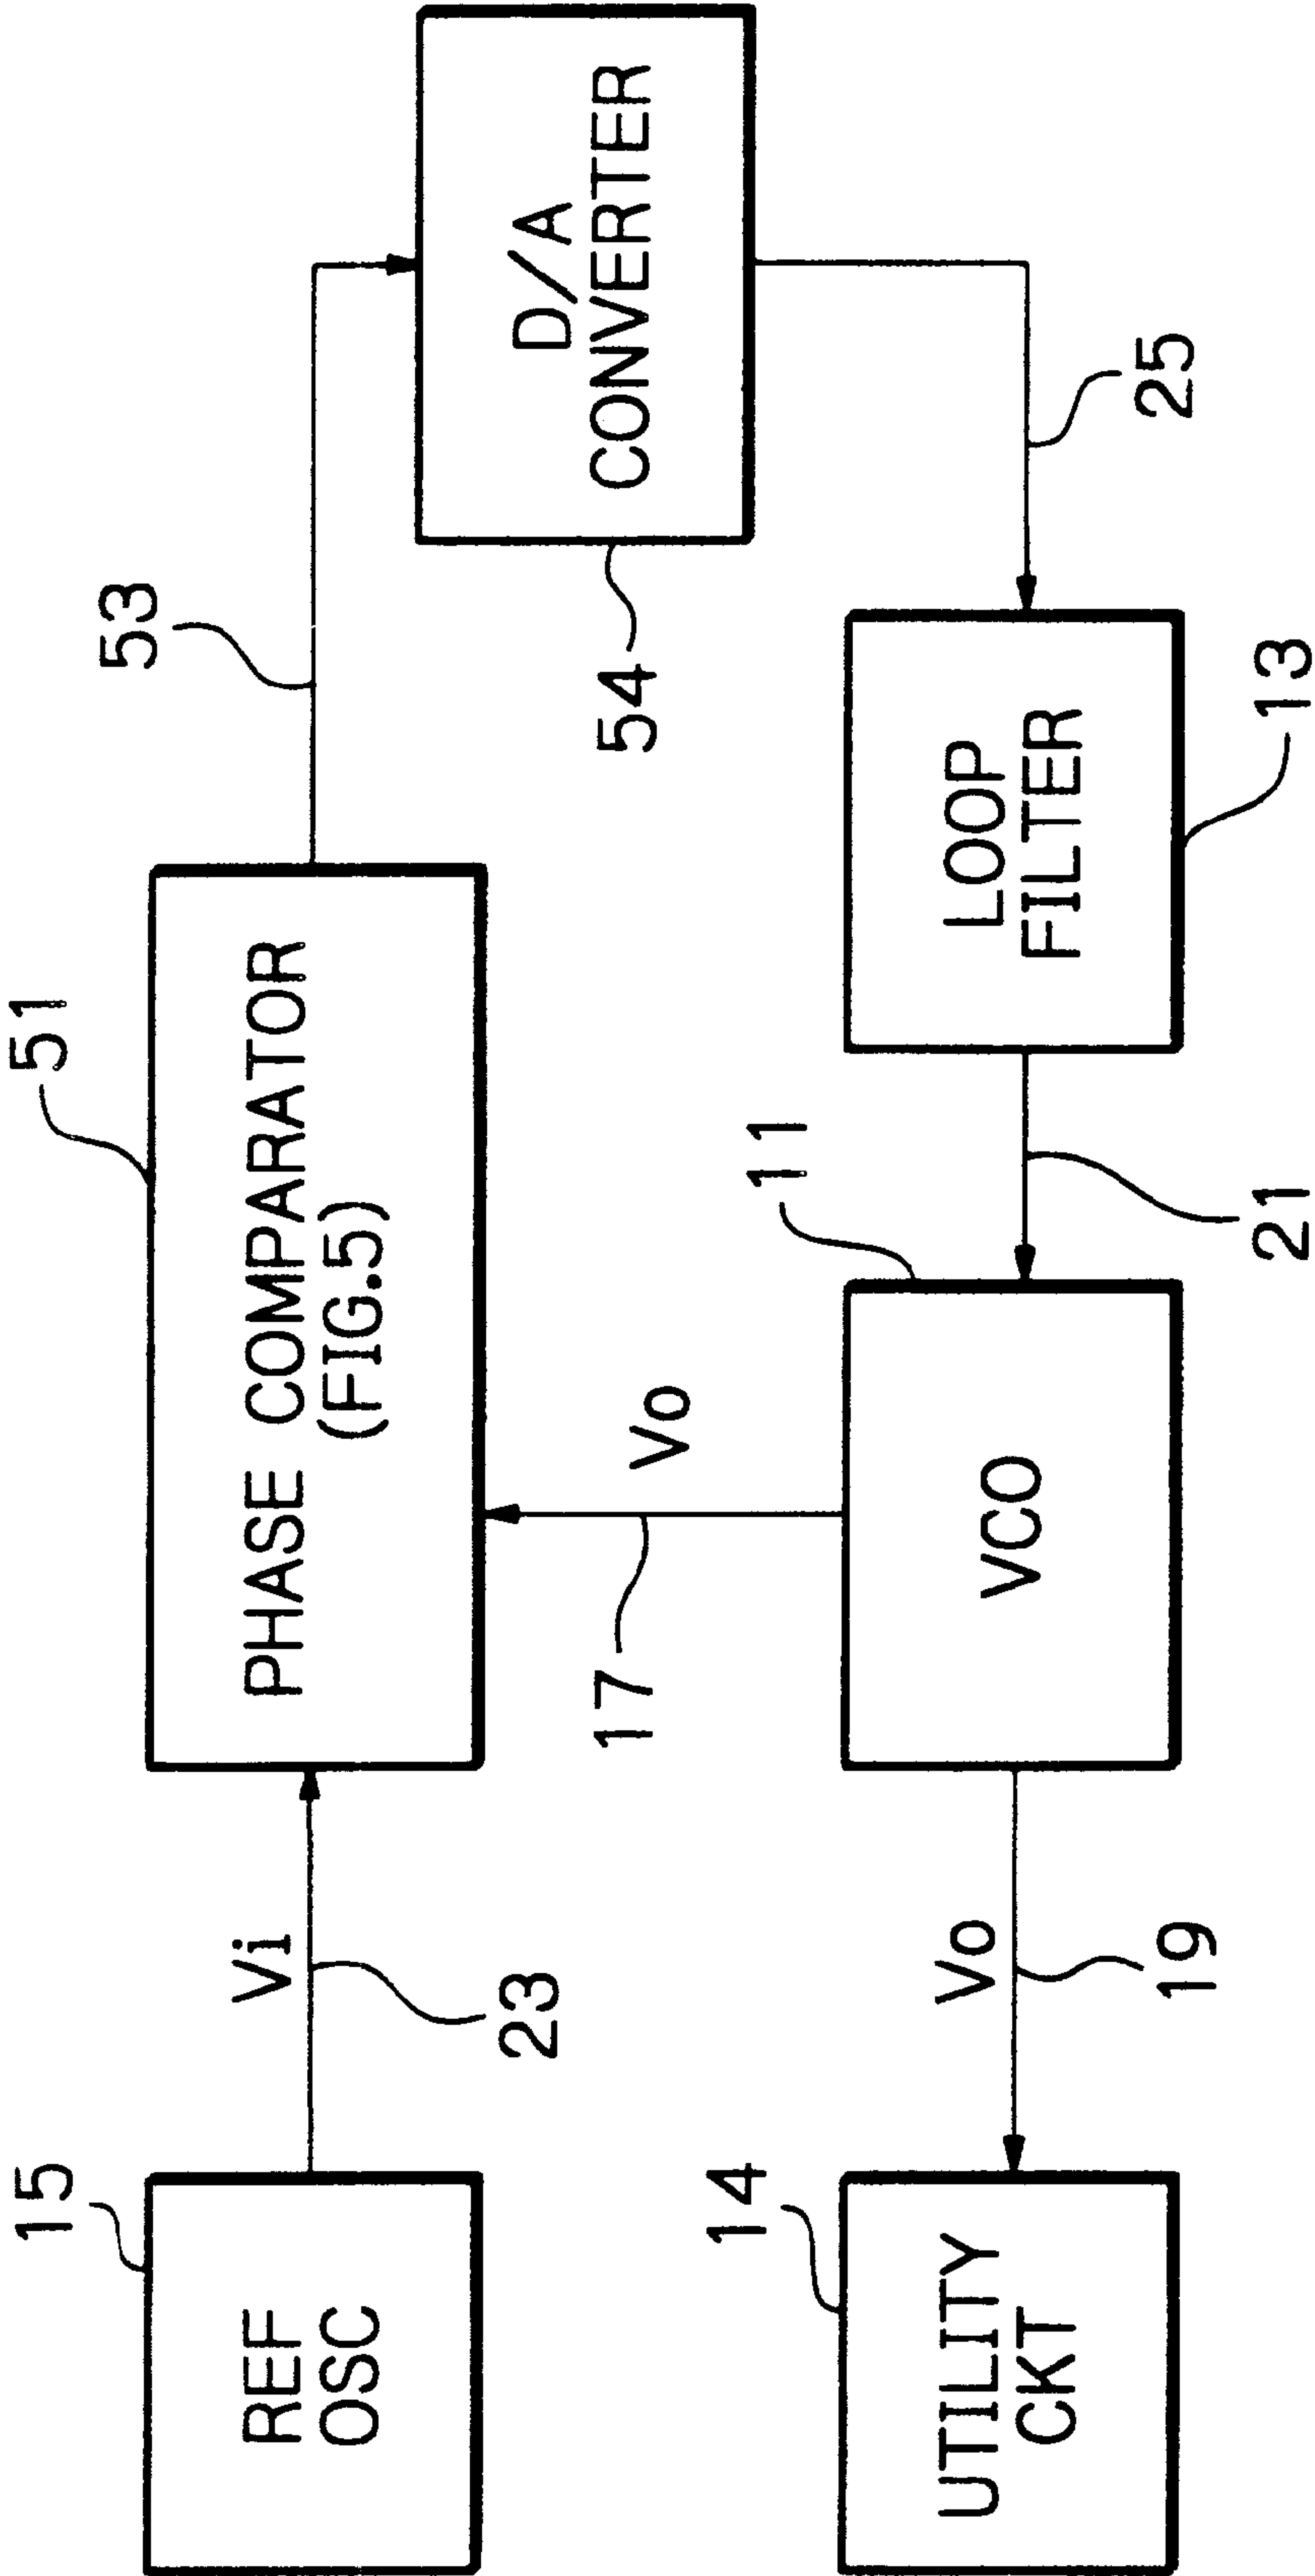 15
REF
OSC
Vi
23
51
PHASE COMPARATOR
(FIG.5)
53
D/A
CONVERTER
54
14
UTILITY
CKT
Vo
19
Vo
17
11
VCO
21
LOOP
FILTER
13
25